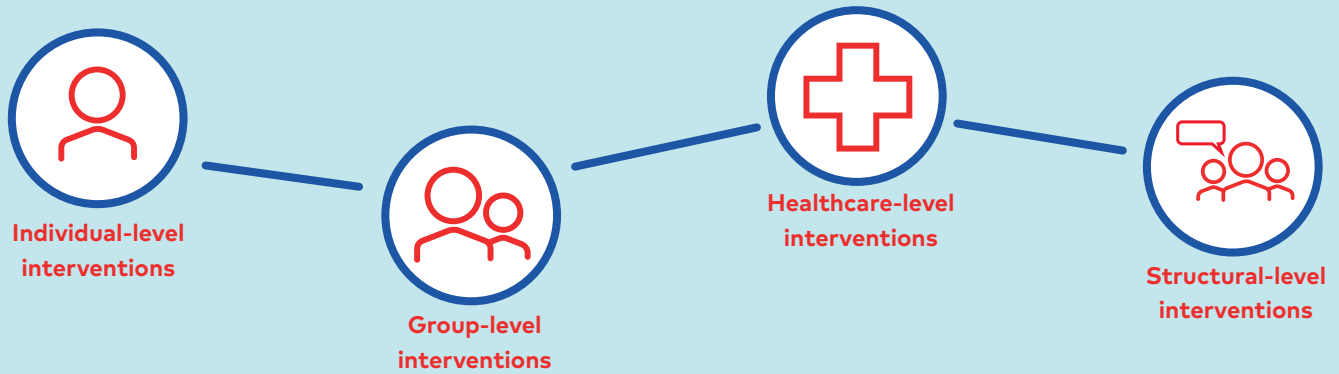 Individual-level
interventions
Group-level
interventions
Healthcare-level
interventions
Structural-level
interventions